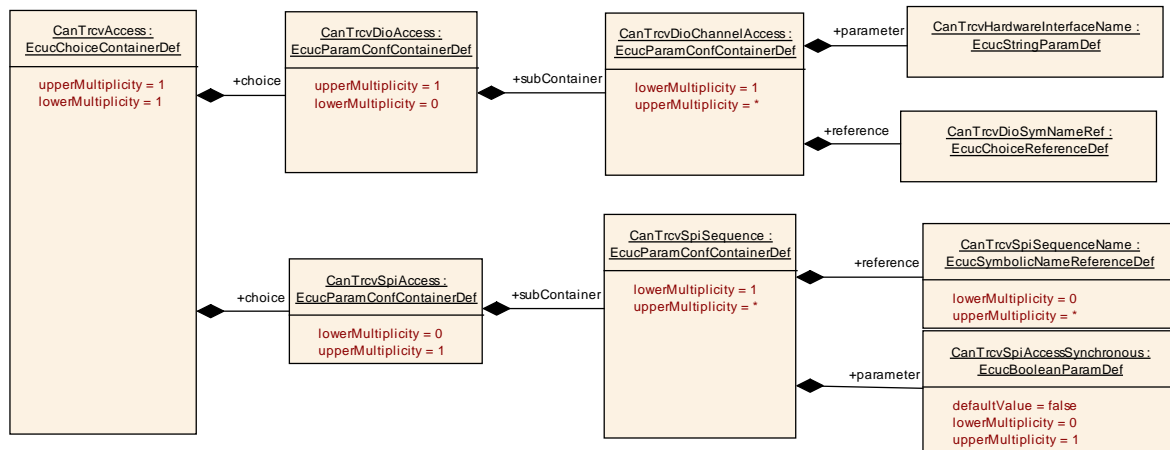 CanTrcvAccess :
EcucChoiceContainerDef
upperMultiplicity = 1
lowerMultiplicity = 1
+choice
CanTrcvDioAccess :
EcucParamConfContainerDef
upperMultiplicity = 1
lowerMultiplicity = 0
+subContainer
CanTrcvDioChannelAccess :
EcucParamConfContainerDef
lowerMultiplicity = 1
upperMultiplicity = *
+parameter
CanTrcvHardwareInterfaceName :
EcucStringParamDef
+reference
CanTrcvDioSymNameRef :
EcucChoiceReferenceDef
+choice
CanTrcvSpiAccess :
EcucParamConfContainerDef
lowerMultiplicity = 0
upperMultiplicity = 1
+subContainer
CanTrcvSpiSequence :
EcucParamConfContainerDef
lowerMultiplicity = 1
upperMultiplicity = *
+reference
CanTrcvSpiSequenceName :
EcucSymbolicNameReferenceDef
lowerMultiplicity = 0
upperMultiplicity = *
+parameter
CanTrcvSpiAccessSynchronous :
EcucBooleanParamDef
defaultValue = false
lowerMultiplicity = 0
upperMultiplicity = 1